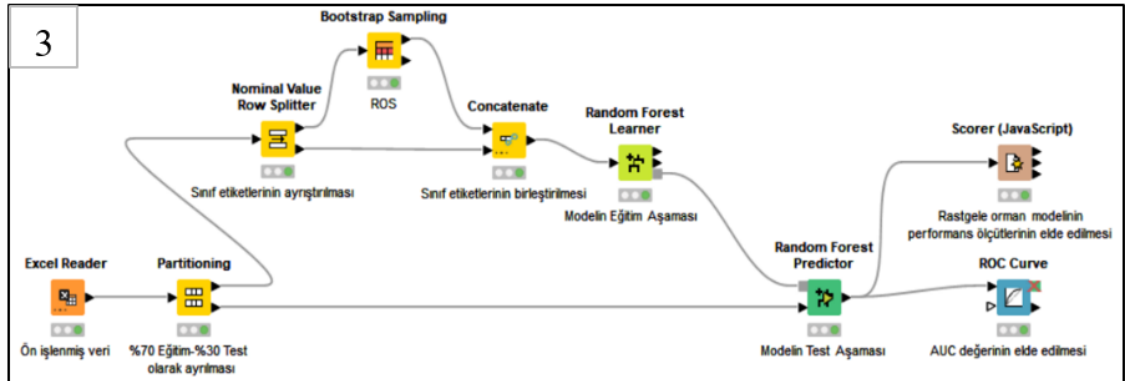 3
Bootstrap Sampling
ROS
Nominal Value
Row Splitter
Sınıf etiketlerinin ayrıştırılması
Concatenate
Sınıf etiketlerinin birleştirilmesi
Random Forest
Learner
Modelin Eğitim Aşaması
Scorer (JavaScript)
Rastgele orman modelinin
performans ölçütlerinin elde edilmesi
Excel Reader
Ön işlenmiş veri
Partitioning
%70 Eğitim-%30 Test
olarak ayrılması
Random Forest
Predictor
Modelin Test Aşaması
ROC Curve
AUC değerinin elde edilmesi